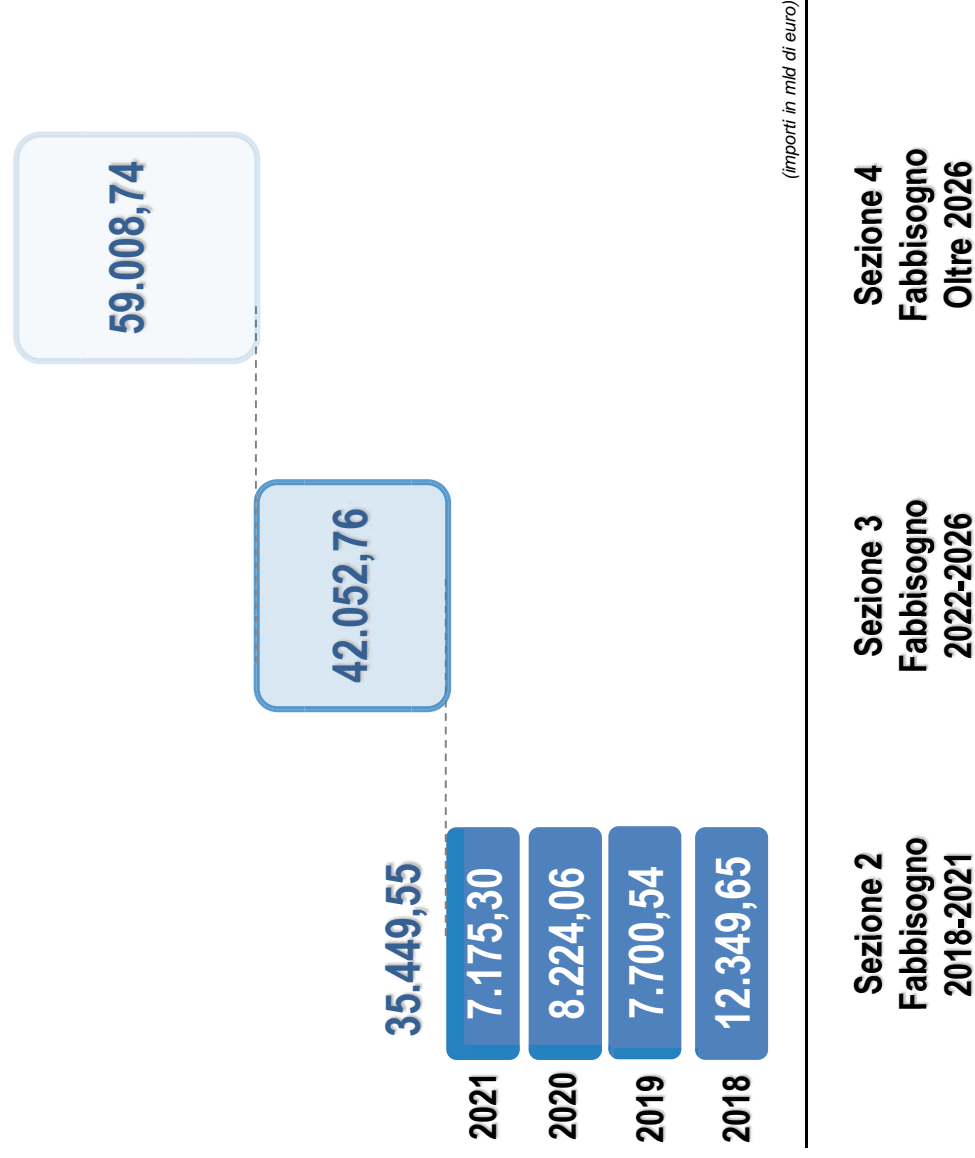 59.008,74
42.052,76
35.449,55
2021 7.175,30
2020 8.224,06
2019 7.700,54
2018 12.349,65
(importi in mld di euro)
Sezione 2
Fabbisogno
2018-2021
Sezione 3
Fabbisogno
2022-2026
Sezione 4
Fabbisogno
Oltre 2026